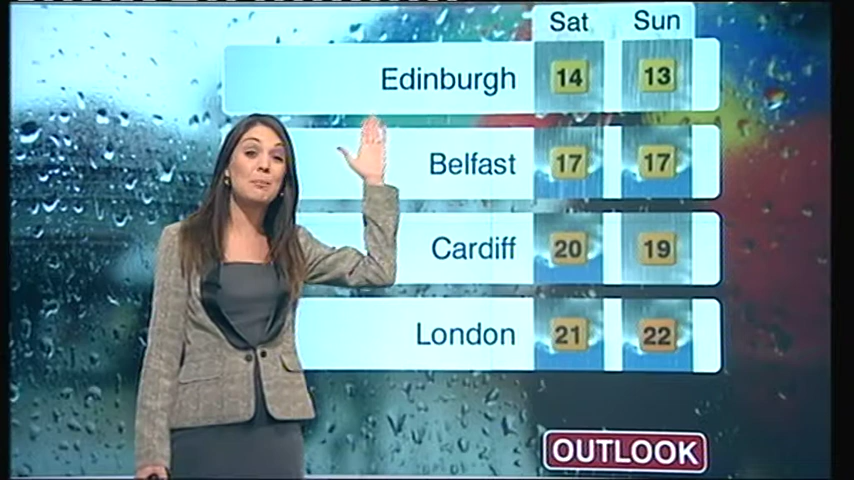 Sat Sun
Edinburgh 14 13
Belfast 17 17
Cardiff 20 19
London 21 22
OUTLOOK